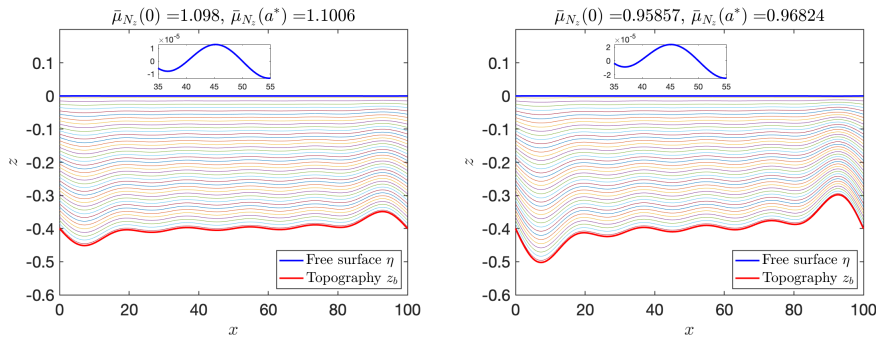 μ̄_{N_z}(0) =1.098, μ̄_{N_z}(a*) =1.1006
×10^{-5}
1
0
-1
35 40 45 50 55
0.1
0
-0.1
-0.2
-0.3
-0.4
-0.5
-0.6
z
Free surface η
Topography z_b
0 20 40 60 80 100
x
μ̄_{N_z}(0) =0.95857, μ̄_{N_z}(a*) =0.96824
×10^{-5}
2
0
-2
35 40 45 50 55
0.1
0
-0.1
-0.2
-0.3
-0.4
-0.5
-0.6
z
Free surface η
Topography z_b
0 20 40 60 80 100
x